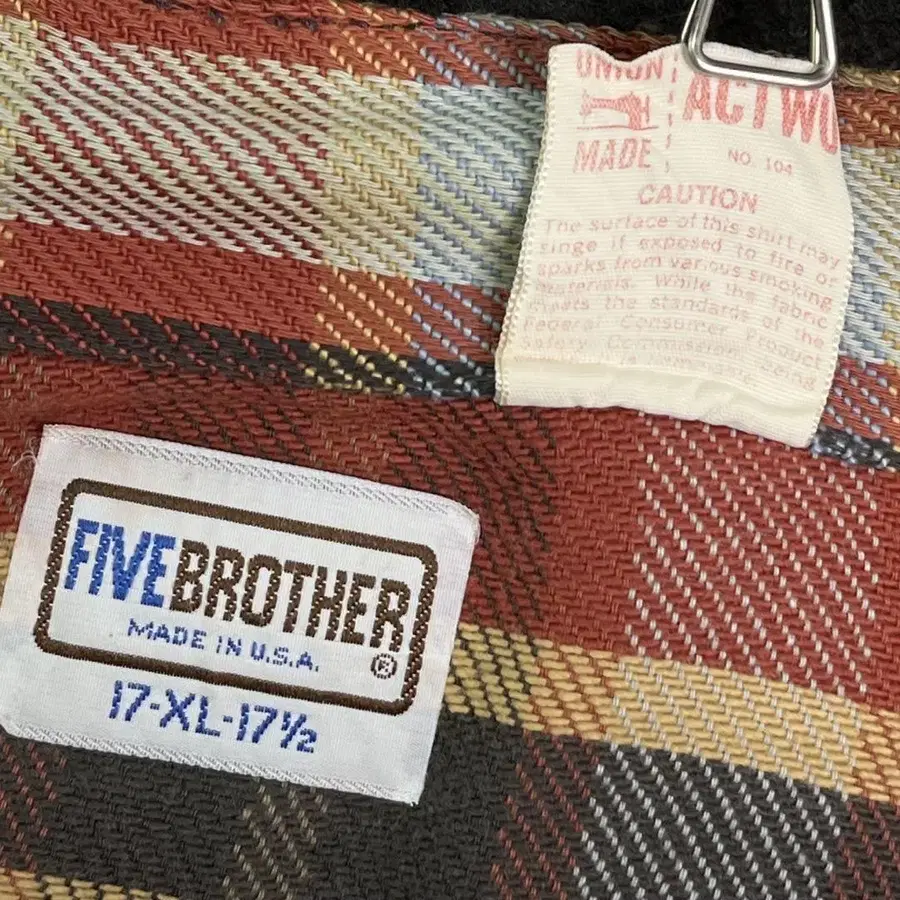 FIVE BROTHER
MADE IN U.S.A.
®
17-XL-17½
UNION
MADE
ACTWU
NO. 104
CAUTION
The surface of this shirt may
singe if exposed to fire or
sparks from various smoking
materials. While the fabric
meets the standards of the
Federal Consumer Product
Safety Commission